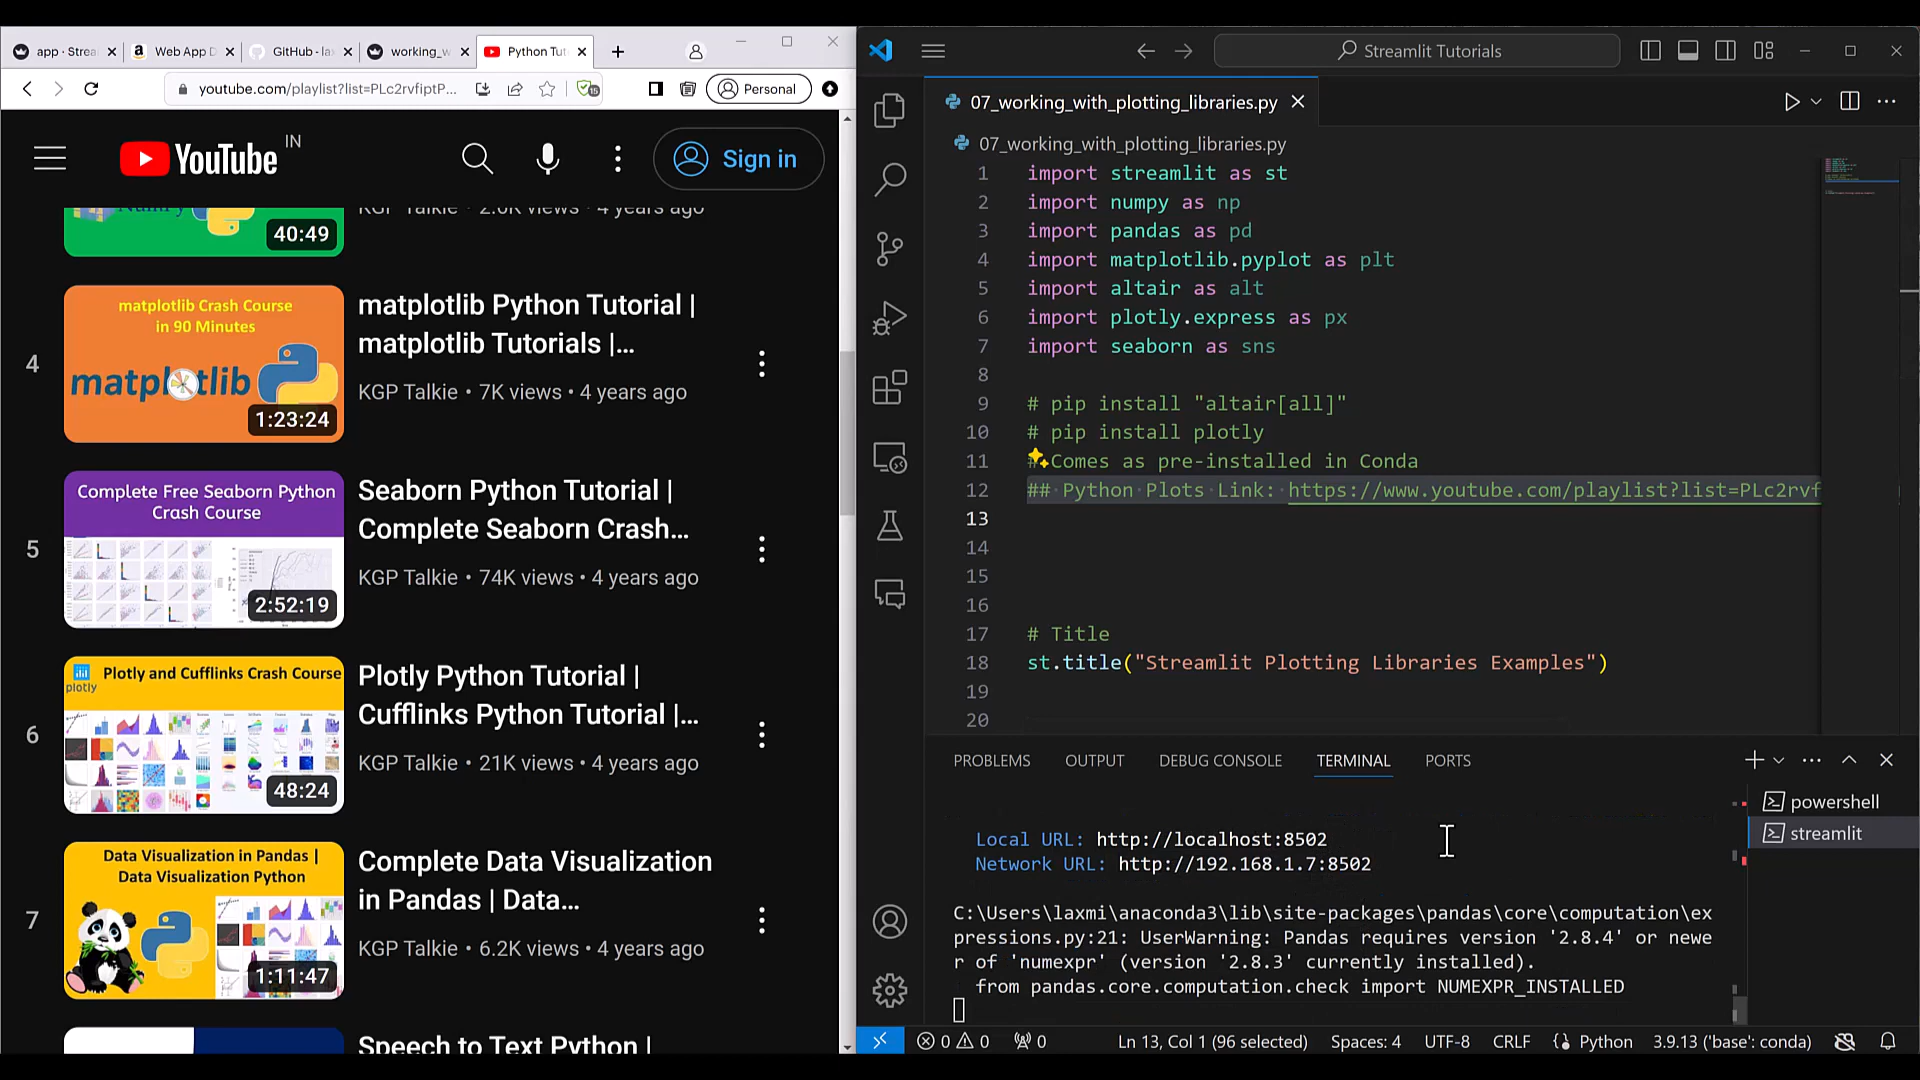 app · Strea
Web App D
GitHub - la
working_w
Python Tut
youtube.com/playlist?list=PLc2rvfiptP...
15
Personal
YouTube
IN
Sign in
40:49
KGP Talkie • 2.6K views • 4 years ago
4
matplotlib Crash Course
in 90 Minutes
matplotlib
1:23:24
matplotlib Python Tutorial |
matplotlib Tutorials |...
KGP Talkie • 7K views • 4 years ago
5
Complete Free Seaborn Python
Crash Course
2:52:19
Seaborn Python Tutorial |
Complete Seaborn Crash...
KGP Talkie • 74K views • 4 years ago
6
plotly
Plotly and Cufflinks Crash Course
48:24
Plotly Python Tutorial |
Cufflinks Python Tutorial |...
KGP Talkie • 21K views • 4 years ago
7
Data Visualization in Pandas |
Data Visualization Python
1:11:47
Complete Data Visualization
in Pandas | Data...
KGP Talkie • 6.2K views • 4 years ago
Speech to Text Python |
Streamlit Tutorials
07_working_with_plotting_libraries.py
07_working_with_plotting_libraries.py
1 import streamlit as st
2 import numpy as np
3 import pandas as pd
4 import matplotlib.pyplot as plt
5 import altair as alt
6 import plotly.express as px
7 import seaborn as sns
8
9 # pip install "altair[all]"
10 # pip install plotly
11 # Comes as pre-installed in Conda
12 ## Python Plots Link: https://www.youtube.com/playlist?list=PLc2rvf
13
14
15
16
17 # Title
18 st.title("Streamlit Plotting Libraries Examples")
19
20
PROBLEMS OUTPUT DEBUG CONSOLE TERMINAL PORTS
powershell
streamlit
Local URL: http://localhost:8502
Network URL: http://192.168.1.7:8502
C:\Users\laxmi\anaconda3\lib\site-packages\pandas\core\computation\ex
pressions.py:21: UserWarning: Pandas requires version '2.8.4' or newe
r of 'numexpr' (version '2.8.3' currently installed).
from pandas.core.computation.check import NUMEXPR_INSTALLED
0 0 0 Ln 13, Col 1 (96 selected) Spaces: 4 UTF-8 CRLF Python 3.9.13 ('base': conda)